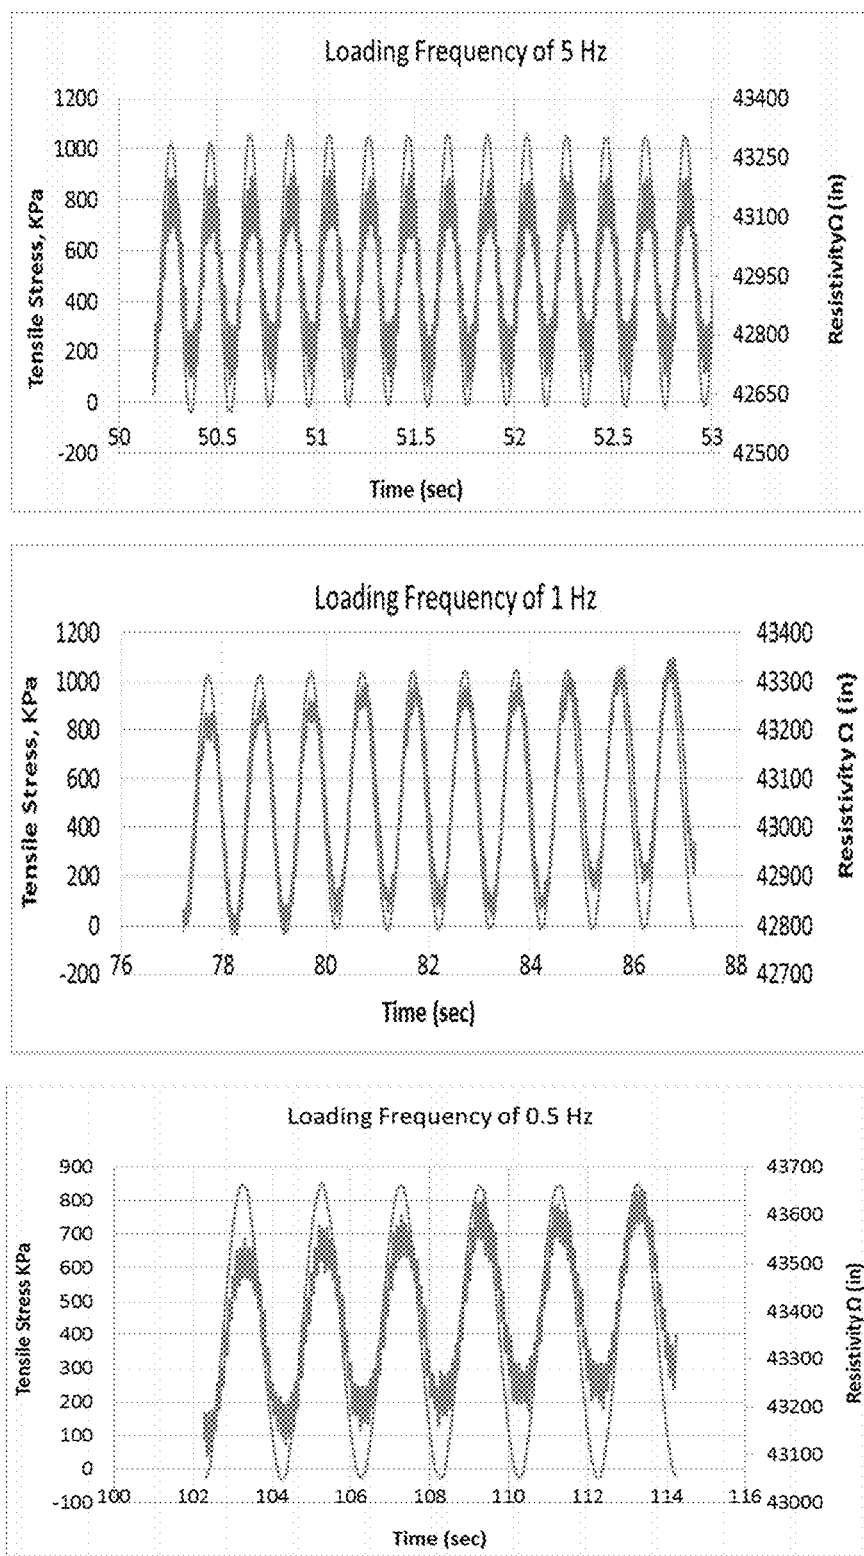 Loading Frequency of 5 Hz
1200 43400
1000 43250
800 43100
600 42950
400 42800
200 42650
0
50 50.5 51 51.5 52 52.5 53
-200 42500
Tensile Stress, KPa
ResistivityΩ (in)
Time (sec)
Loading Frequency of 1 Hz
1200 43400
1000 43300
800 43200
600 43100
400 43000
200 42900
0 42800
-200 76 78 80 82 84 86 88 42700
Tensile Stress, KPa
Resistivity Ω (in)
Time (sec)
Loading Frequency of 0.5 Hz
900 43700
800 43600
700 43500
600 43400
500 43300
400 43200
300 43100
200 43000
100
0
-100
100 102 104 106 108 110 112 114 116
Tensile Stress KPa
Resistivity Ω (in)
Time (sec)